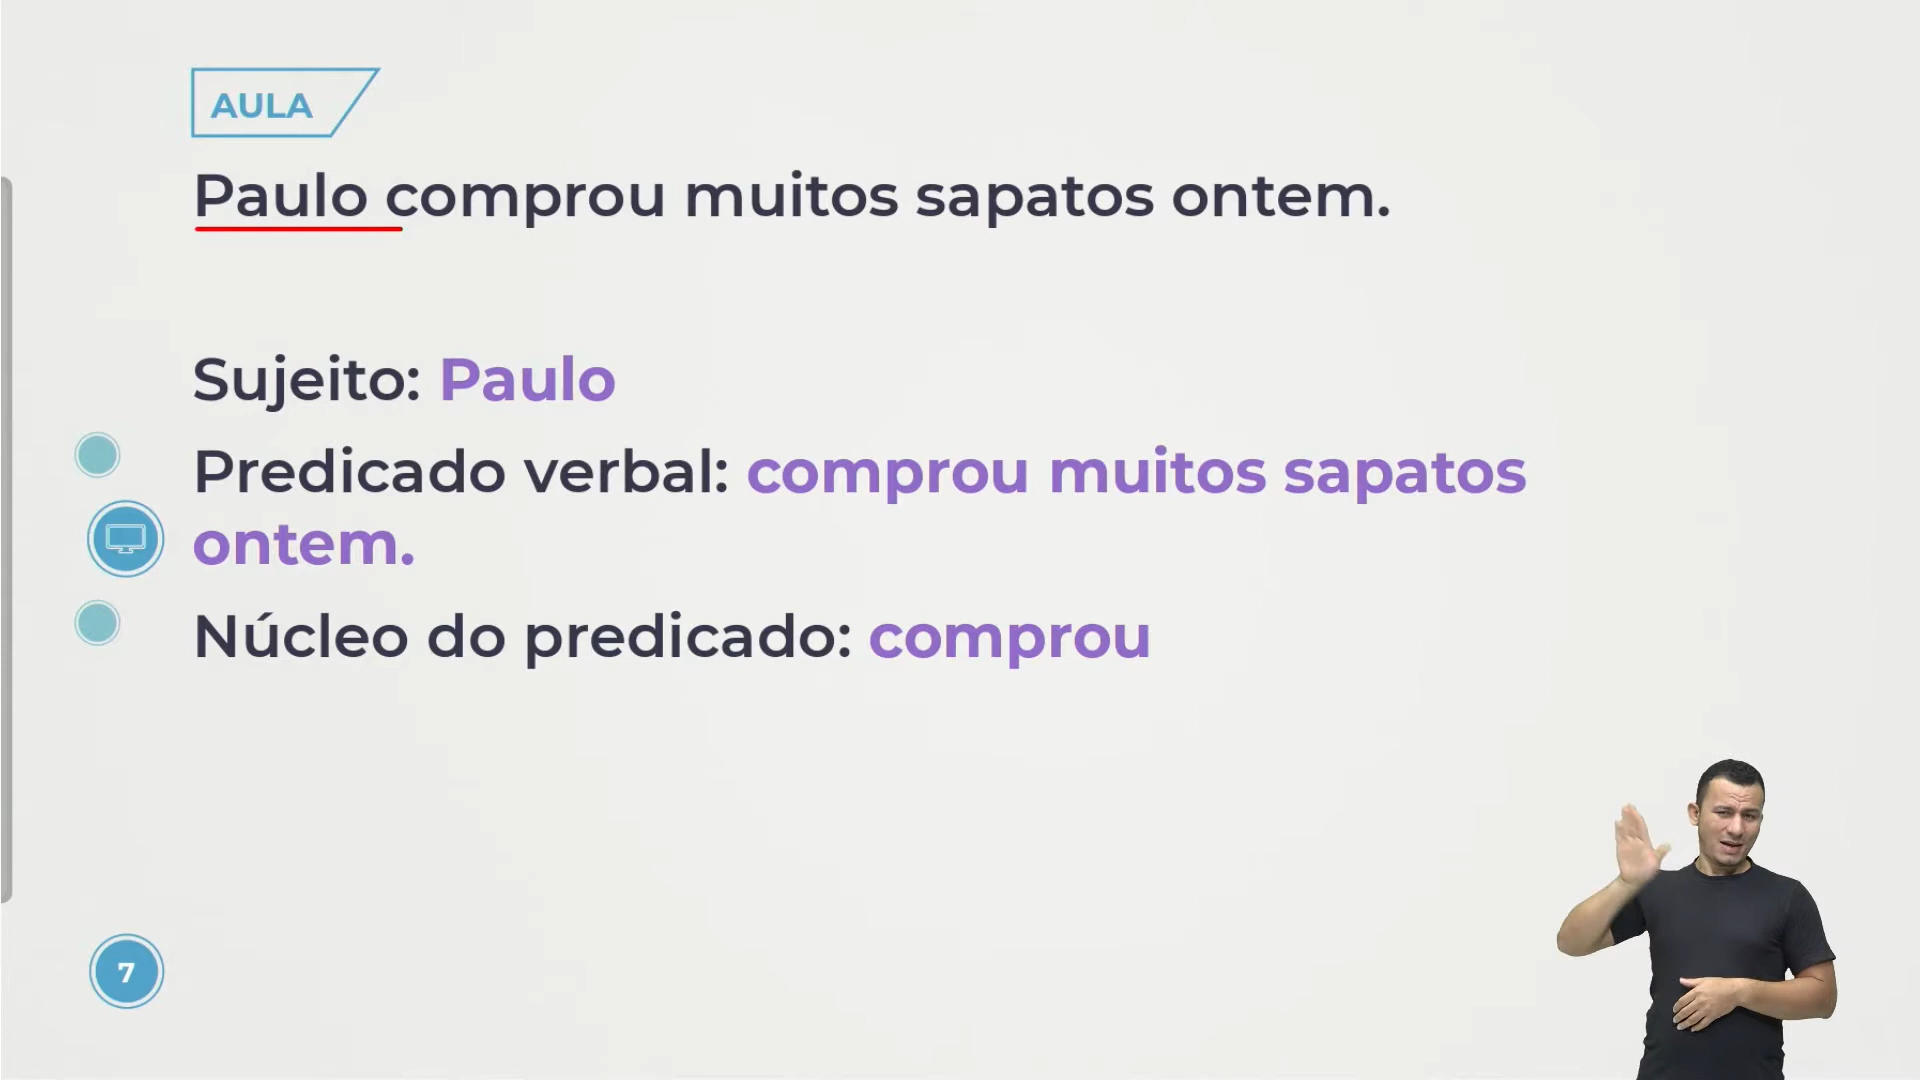 AULA
Paulo comprou muitos sapatos ontem.
Sujeito: Paulo
Predicado verbal: comprou muitos sapatos
ontem.
Núcleo do predicado: comprou
7